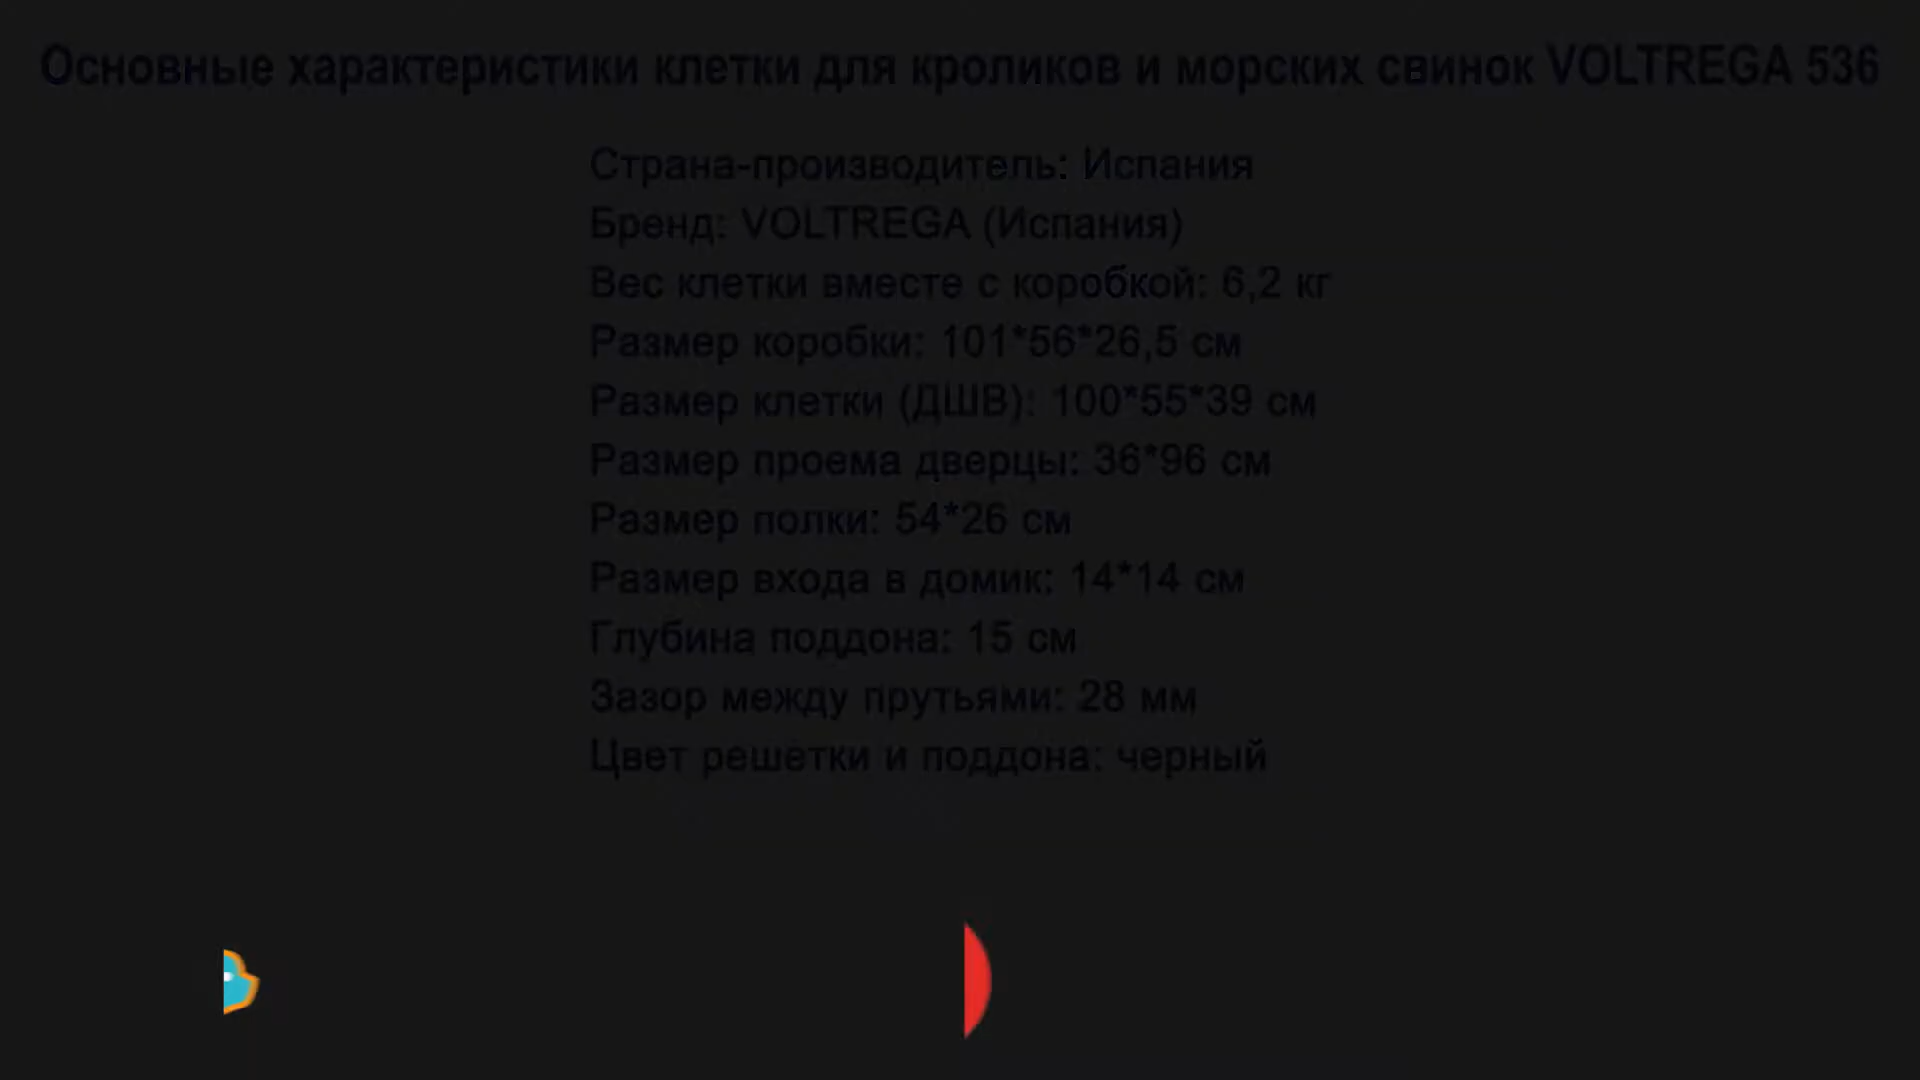 Основные характеристики клетки для кроликов и морских свинок VOLTREGA 536
Страна-производитель: Испания
Бренд: VOLTREGA (Испания)
Вес клетки вместе с коробкой: 6,2 кг
Размер коробки: 101*56*26,5 см
Размер клетки (ДШВ): 100*55*39 см
Размер проема дверцы: 36*96 см
Размер полки: 54*26 см
Размер входа в домик: 14*14 см
Глубина поддона: 15 см
Зазор между прутьями: 28 мм
Цвет решетки и поддона: черный